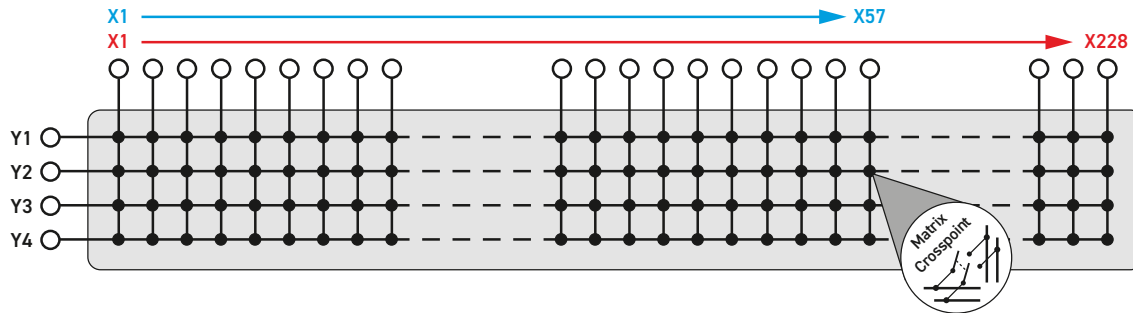 X1 X57
X1 X228
Y1
Y2
Y3
Y4
Matrix
Crosspoint